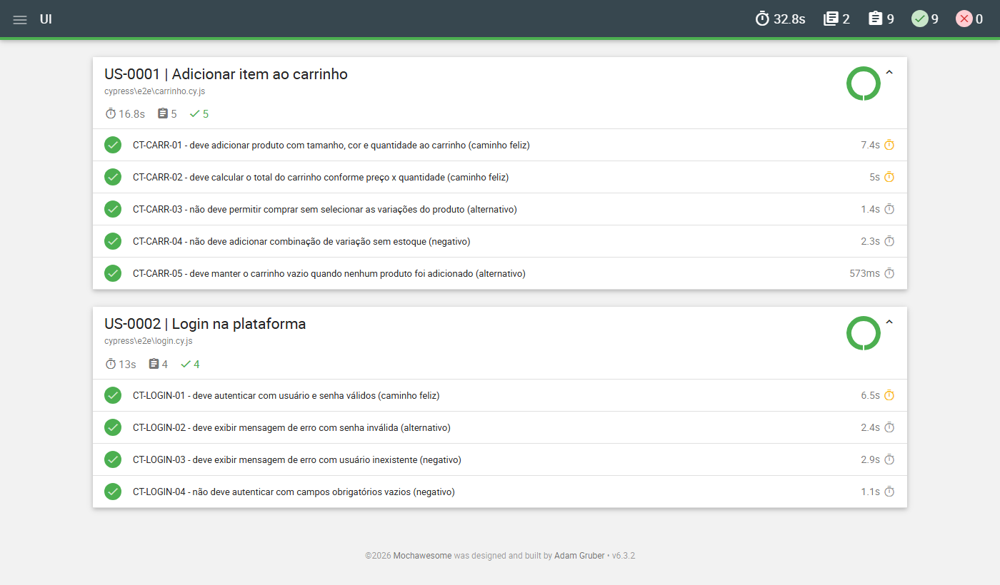 UI 32.8s 2 9 9 0
US-0001 | Adicionar item ao carrinho
cypress\e2e\carrinho.cy.js
16.8s 5 5
CT-CARR-01 - deve adicionar produto com tamanho, cor e quantidade ao carrinho (caminho feliz) 7.4s
CT-CARR-02 - deve calcular o total do carrinho conforme preço x quantidade (caminho feliz) 5s
CT-CARR-03 - não deve permitir comprar sem selecionar as variações do produto (alternativo) 1.4s
CT-CARR-04 - não deve adicionar combinação de variação sem estoque (negativo) 2.3s
CT-CARR-05 - deve manter o carrinho vazio quando nenhum produto foi adicionado (alternativo) 573ms
US-0002 | Login na plataforma
cypress\e2e\login.cy.js
13s 4 4
CT-LOGIN-01 - deve autenticar com usuário e senha válidos (caminho feliz) 6.5s
CT-LOGIN-02 - deve exibir mensagem de erro com senha inválida (alternativo) 2.4s
CT-LOGIN-03 - deve exibir mensagem de erro com usuário inexistente (negativo) 2.9s
CT-LOGIN-04 - não deve autenticar com campos obrigatórios vazios (negativo) 1.1s
©2026 Mochawesome was designed and built by Adam Gruber • v6.3.2